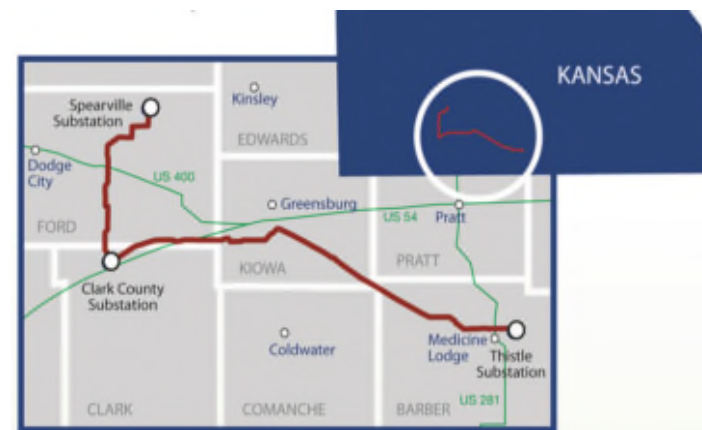 KANSAS
Spearville
Substation
Kinsley
EDWARDS
Dodge
City
US 400
Greensburg
FORD
US 54
Pratt
KIOWA
PRATT
Clark County
Substation
Coldwater
Medicine
Lodge
Thistle
Substation
CLARK
COMANCHE
BARBER
US 281